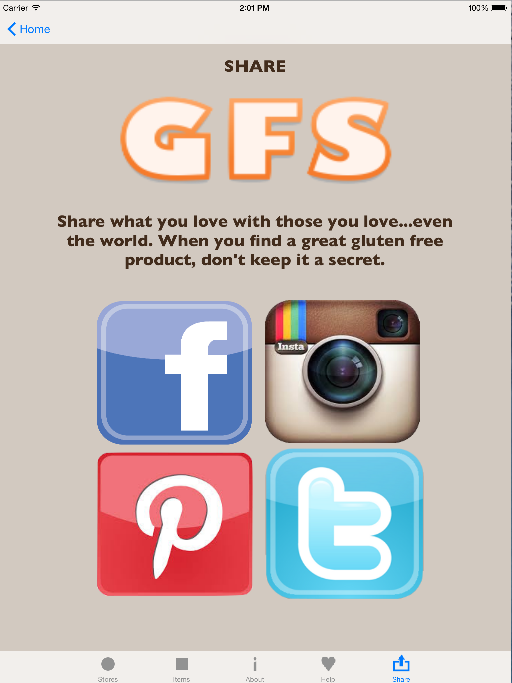 Carrier 2:01 PM 100%
Home
SHARE
GFS
Share what you love with those you love...even
the world. When you find a great gluten free
product, don't keep it a secret.
f
Insta
P
t
Stores Items About Help Share